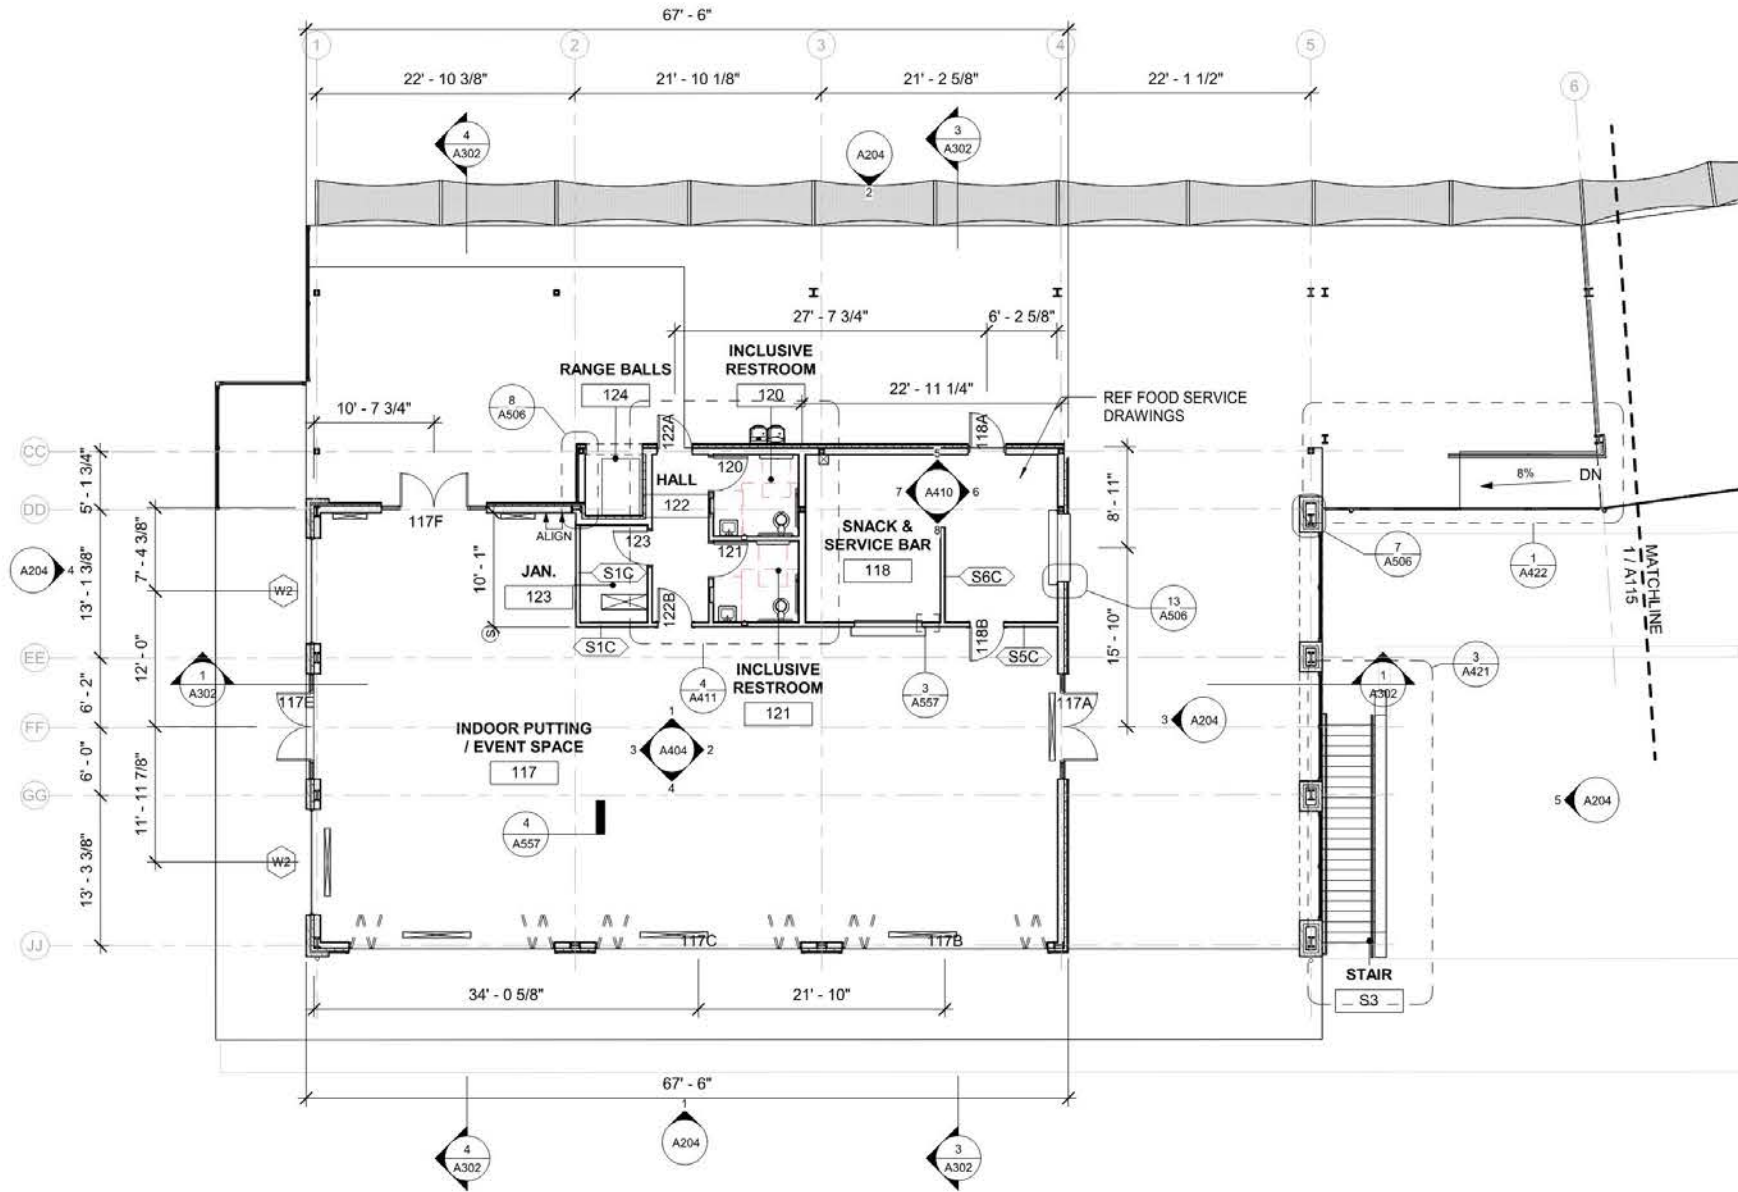 67' - 6"
1
2
3
4
5
6
22' - 10 3/8"
21' - 10 1/8"
21' - 2 5/8"
22' - 1 1/2"
4
A302
3
A302
A204
2
27' - 7 3/4"
6' - 2 5/8"
INCLUSIVE
RESTROOM
120
RANGE BALLS
124
22' - 11 1/4"
REF FOOD SERVICE
DRAWINGS
8
A506
10' - 7 3/4"
122A
118A
CC
5' - 1 3/4"
DD
120
HALL
122
5
7
A410
6
8
8' - 11"
8%
DN
117F
ALIGN
123
121
SNACK &
SERVICE BAR
118
7
A506
1
A422
MATCHLINE
1 / A115
A204
4
7' - 4 3/8"
13' - 1 3/8"
W2
10' - 1"
JAN.
123
S1C
S6C
13
A506
122B
118B
S
S1C
S5C
15' - 10"
EE
12' - 0"
6' - 2"
1
A302
4
A411
INCLUSIVE
RESTROOM
121
3
A557
3
A421
1
A302
117E
117A
3
A204
FF
INDOOR PUTTING
/ EVENT SPACE
117
1
3
A404
2
4
6' - 0"
GG
11' - 11 7/8"
5
A204
4
A557
W2
13' - 3 3/8"
JJ
117C
117B
STAIR
S3
34' - 0 5/8"
21' - 10"
67' - 6"
1
A204
4
A302
3
A302